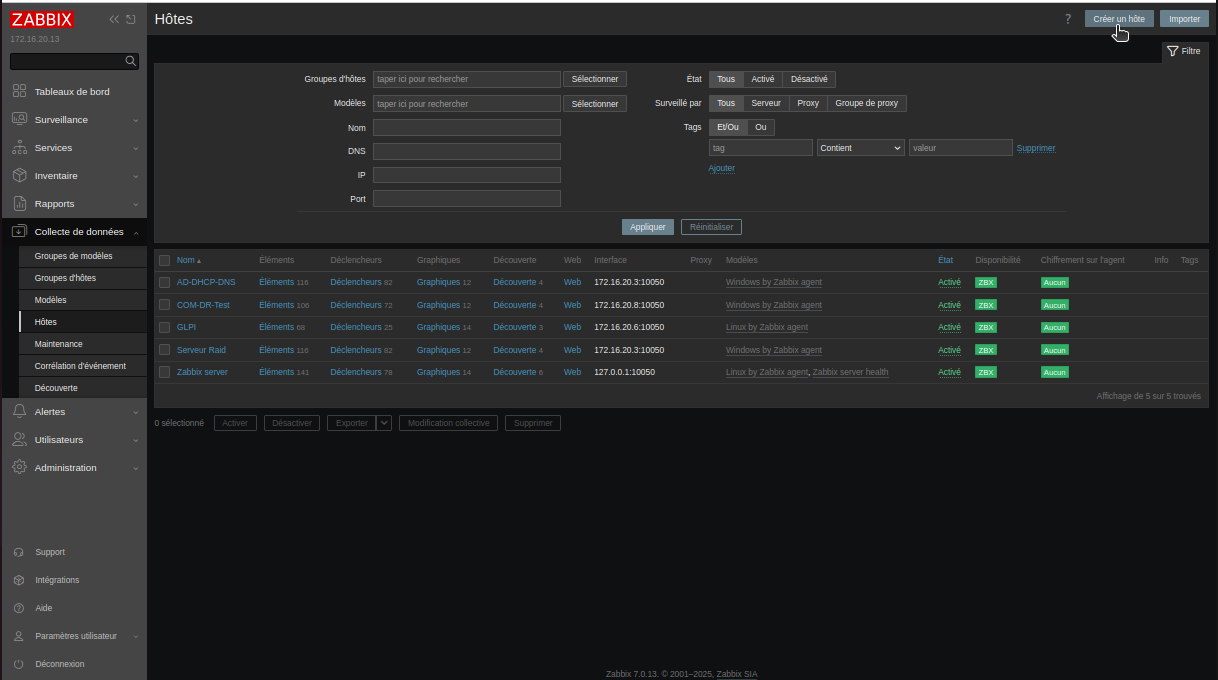 ZABBIX
172.16.20.13
Tableaux de bord
Surveillance
Services
Inventaire
Rapports
Collecte de données
Groupes de modèles
Groupes d'hôtes
Modèles
Hôtes
Maintenance
Corrélation d'événement
Découverte
Alertes
Utilisateurs
Administration
Support
Intégrations
Aide
Paramètres utilisateur
Déconnexion
Hôtes
? Créer un hôte Importer
Filtre
Groupes d'hôtes taper ici pour rechercher Sélectionner
Modèles taper ici pour rechercher Sélectionner
Nom
DNS
IP
Port
État Tous Activé Désactivé
Surveillé par Tous Serveur Proxy Groupe de proxy
Tags Et/Ou Ou
tag Contient valeur Supprimer
Ajouter
Appliquer Réinitialiser
Nom Éléments Déclencheurs Graphiques Découverte Web Interface Proxy Modèles État Disponibilité Chiffrement sur l'agent Info Tags
AD-DHCP-DNS Éléments 116 Déclencheurs 82 Graphiques 12 Découverte 4 Web 172.16.20.3:10050 Windows by Zabbix agent Activé ZBX Aucun
COM-DR-Test Éléments 106 Déclencheurs 72 Graphiques 12 Découverte 4 Web 172.16.20.8:10050 Windows by Zabbix agent Activé ZBX Aucun
GLPI Éléments 68 Déclencheurs 25 Graphiques 14 Découverte 3 Web 172.16.20.6:10050 Linux by Zabbix agent Activé ZBX Aucun
Serveur Raid Éléments 116 Déclencheurs 82 Graphiques 12 Découverte 4 Web 172.16.20.3:10050 Windows by Zabbix agent Activé ZBX Aucun
Zabbix server Éléments 141 Déclencheurs 78 Graphiques 14 Découverte 6 Web 127.0.0.1:10050 Linux by Zabbix agent, Zabbix server health Activé ZBX Aucun
Affichage de 5 sur 5 trouvés
0 sélectionné Activer Désactiver Exporter Modification collective Supprimer
Zabbix 7.0.13. © 2001–2025, Zabbix SIA